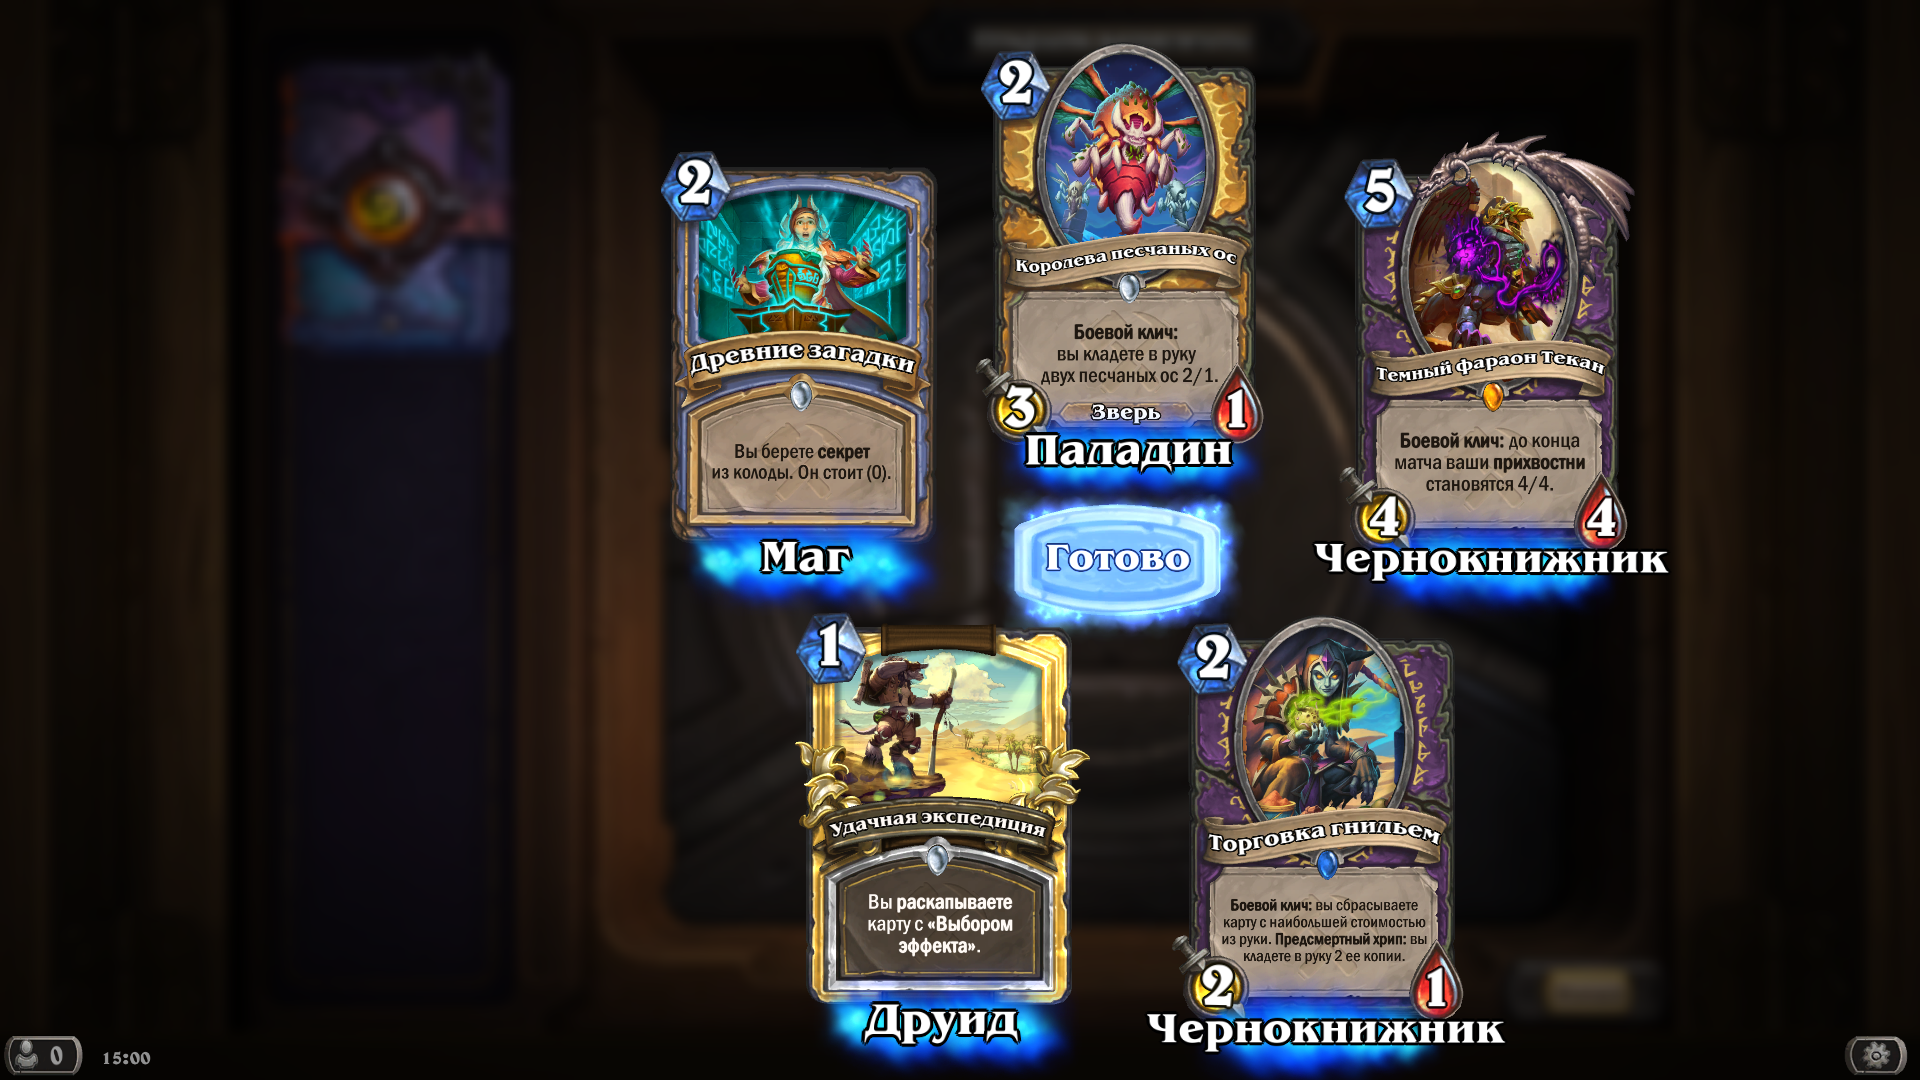 2
Королева песчаных ос
Боевой клич:
вы кладете в руку
двух песчаных ос 2/1.
3
Зверь
1
Паладин
2
Древние загадки
Вы берете секрет
из колоды. Он стоит (0).
Маг
5
Темный фараон Текан
Боевой клич: до конца
матча ваши прихвостни
становятся 4/4.
4
4
Чернокнижник
Готово
1
Удачная экспедиция
Вы раскапываете
карту с «Выбором
эффекта».
Друид
2
Торговка гнильем
Боевой клич: вы сбрасываете
карту с наибольшей стоимостью
из руки. Предсмертный хрип: вы
кладете в руку 2 ее копии.
2
1
Чернокнижник
0
15:00